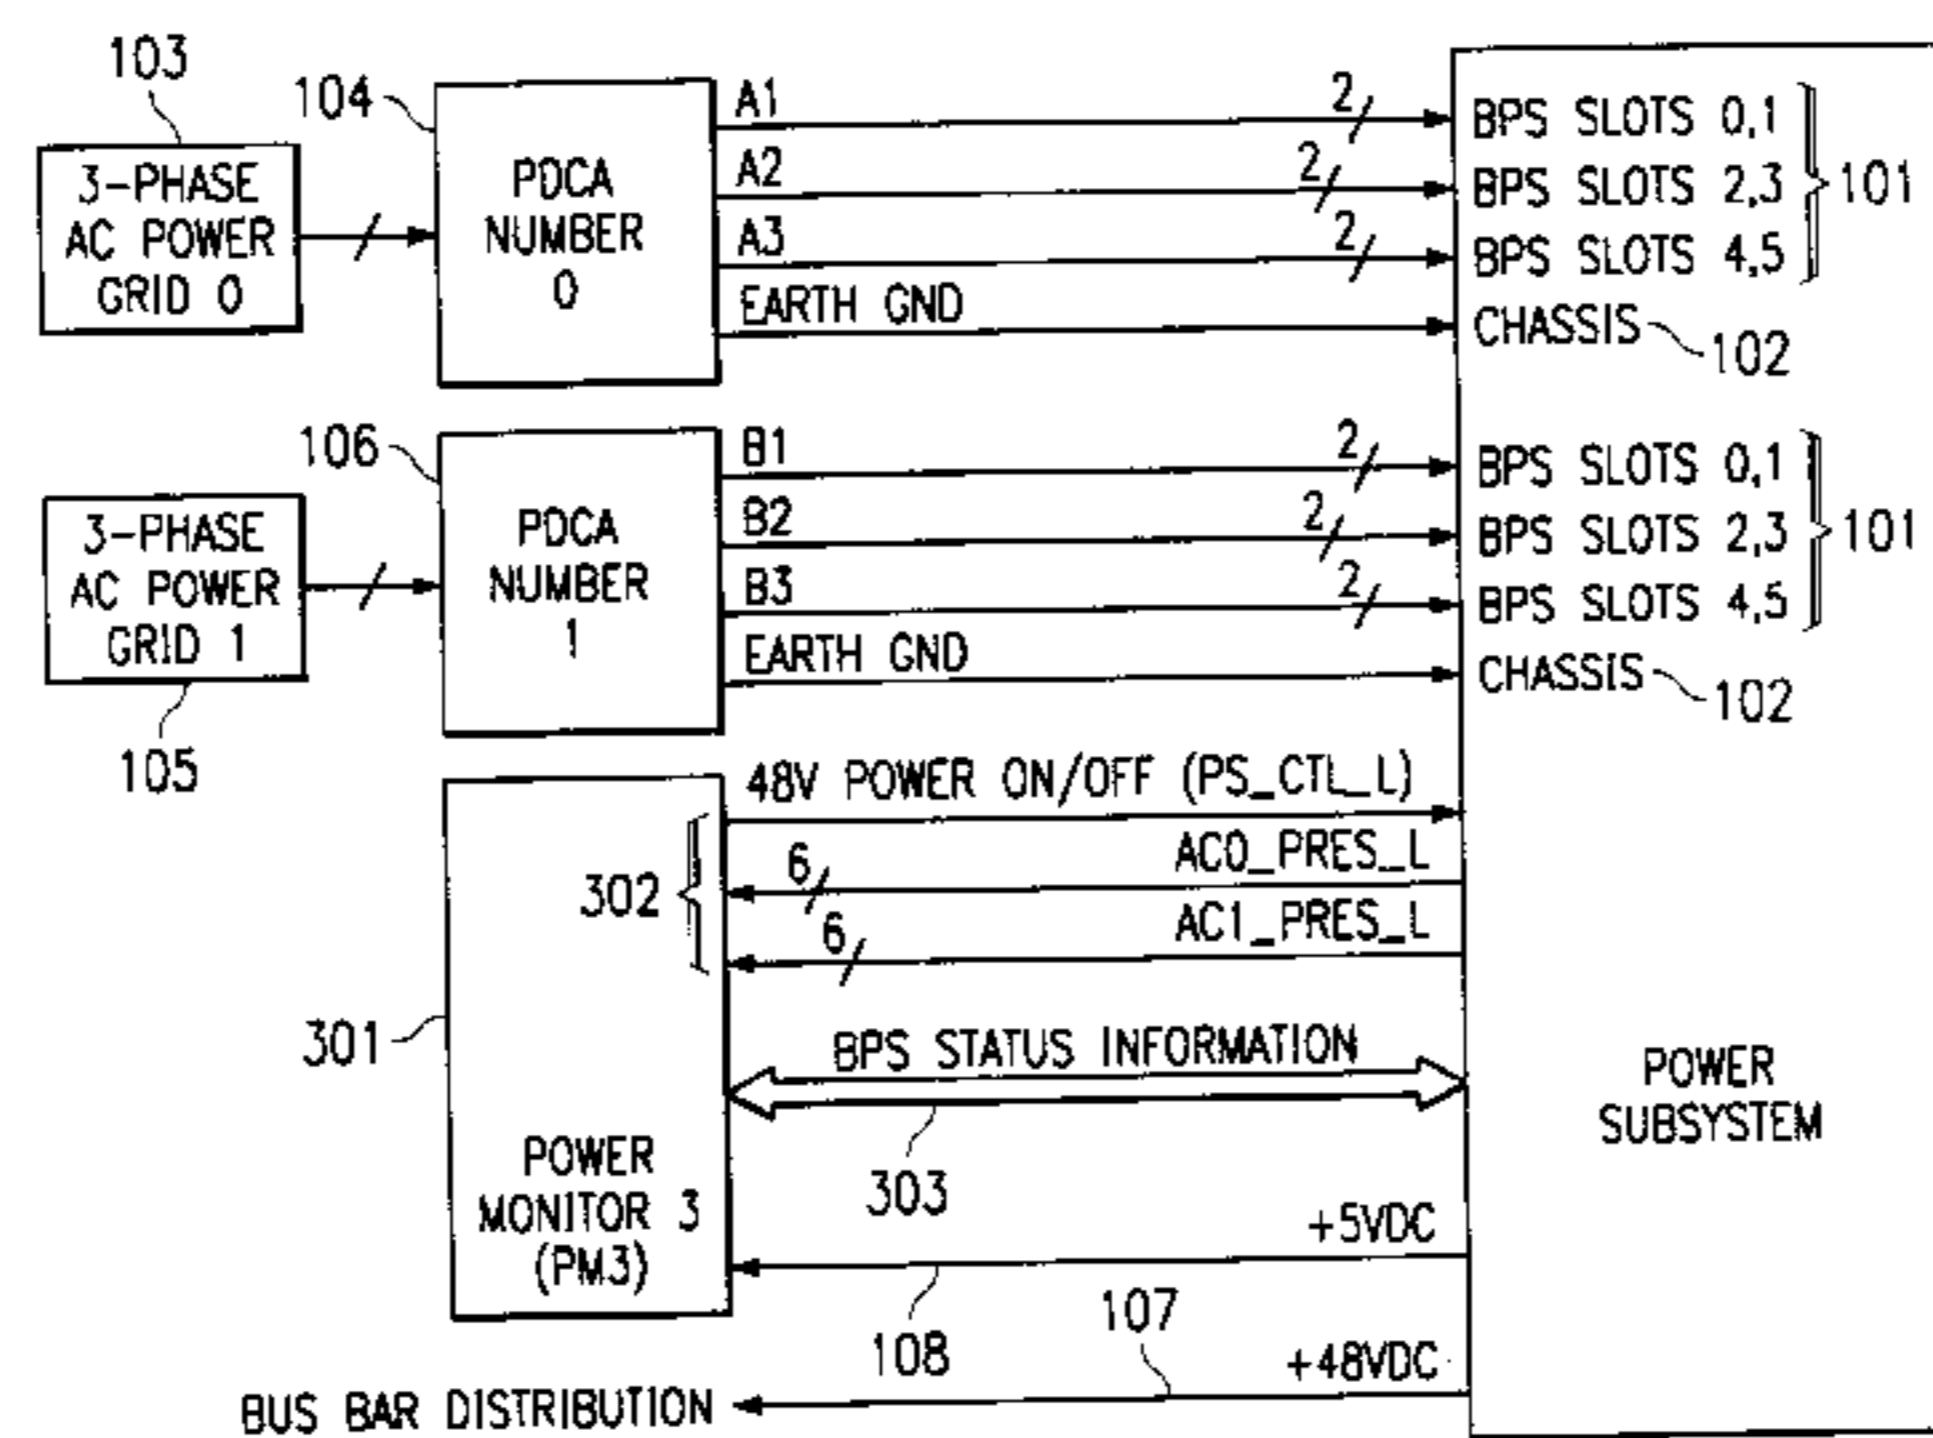 103
3-PHASE
AC POWER
GRID 0
104
PDCA
NUMBER
0
A1
2
BPS SLOTS 0,1
A2
2
BPS SLOTS 2,3
101
A3
2
BPS SLOTS 4,5
EARTH GND
CHASSIS
102
106
3-PHASE
AC POWER
GRID 1
105
PDCA
NUMBER
1
B1
2
BPS SLOTS 0,1
B2
2
BPS SLOTS 2,3
101
B3
2
BPS SLOTS 4,5
EARTH GND
CHASSIS
102
48V POWER ON/OFF (PS_CTL_L)
302
6
AC0_PRES_L
6
AC1_PRES_L
301
BPS STATUS INFORMATION
303
POWER
MONITOR 3
(PM3)
POWER
SUBSYSTEM
+5VDC
108
107
+48VDC
BUS BAR DISTRIBUTION